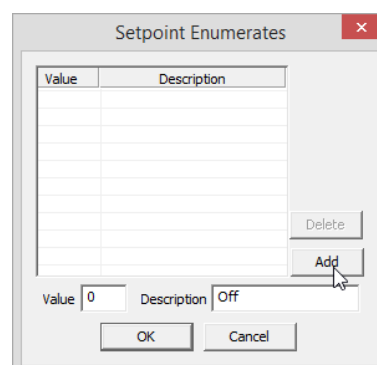 Setpoint Enumerates
Value Description
Delete
Add
Value 0 Description Off
OK Cancel